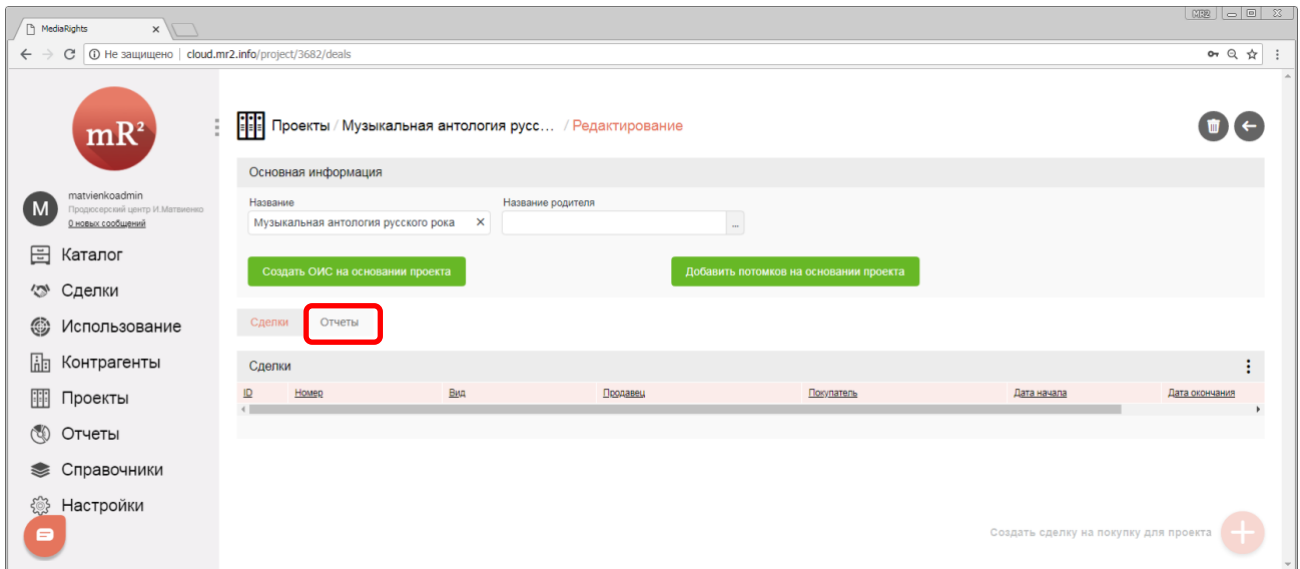 MR2
MediaRights
Не защищено | cloud.mr2.info/project/3682/deals
mR²
Проекты / Музыкальная антология русс... / Редактирование
Основная информация
M
matvienkoadmin
Продюсерский центр И.Матвиенко
0 новых сообщений
Название
Название родителя
Музыкальная антология русского рока
...
Создать ОИС на основании проекта
Добавить потомков на основании проекта
Каталог
Сделки
Использование
Контрагенты
Проекты
Отчеты
Справочники
Настройки
Сделки
Отчеты
Сделки
ID Номер Вид Продавец Покупатель Дата начала Дата окончания
Создать сделку на покупку для проекта